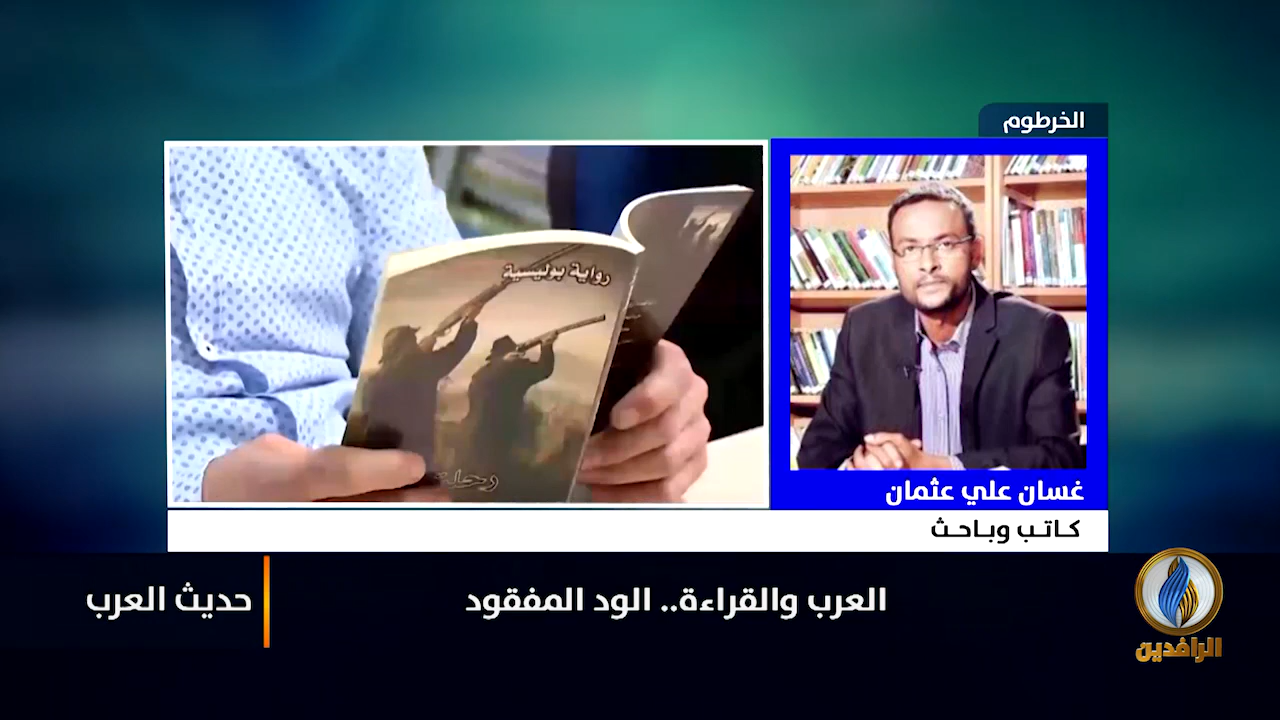 الخرطوم
رواية بوليسية
غسان علي عثمان
كاتب وباحث
العرب والقراءة.. الود المفقود
حديث العرب
الرافدين